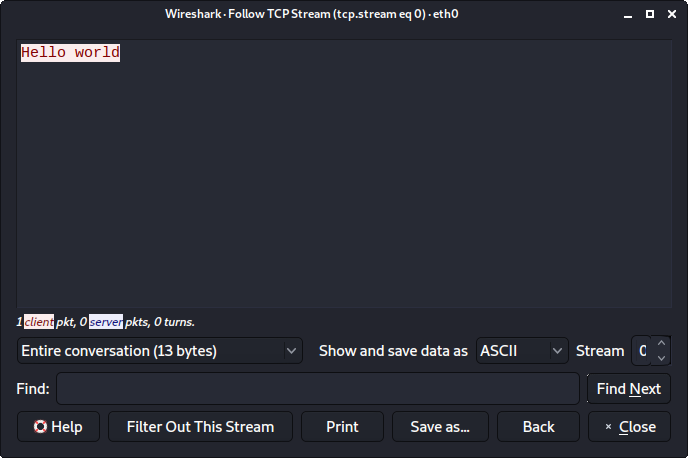 Wireshark · Follow TCP Stream (tcp.stream eq 0) · eth0
Hello world
1 client pkt, 0 server pkts, 0 turns.
Entire conversation (13 bytes) Show and save data as ASCII Stream 0
Find: Find Next
Help Filter Out This Stream Print Save as... Back Close